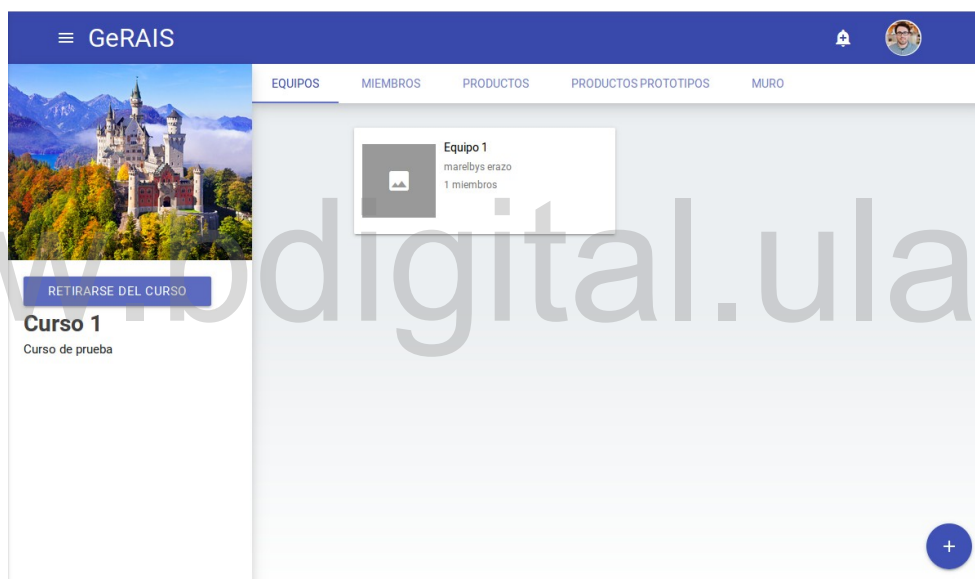 GeRAIS
EQUIPOS MIEMBROS PRODUCTOS PRODUCTOS PROTOTIPOS MURO
Equipo 1
marelbys erazo
1 miembros
RETIRARSE DEL CURSO
Curso 1
Curso de prueba
w.bdigital.ula